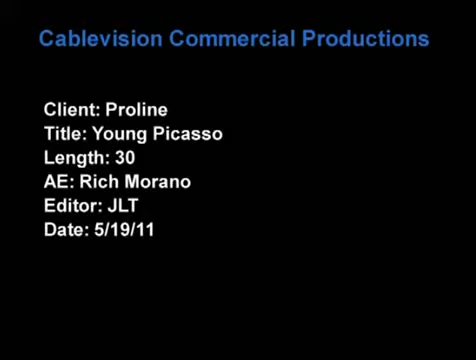 Cablevision Commercial Productions
Client: Proline
Title: Young Picasso
Length: 30
AE: Rich Morano
Editor: JLT
Date: 5/19/11